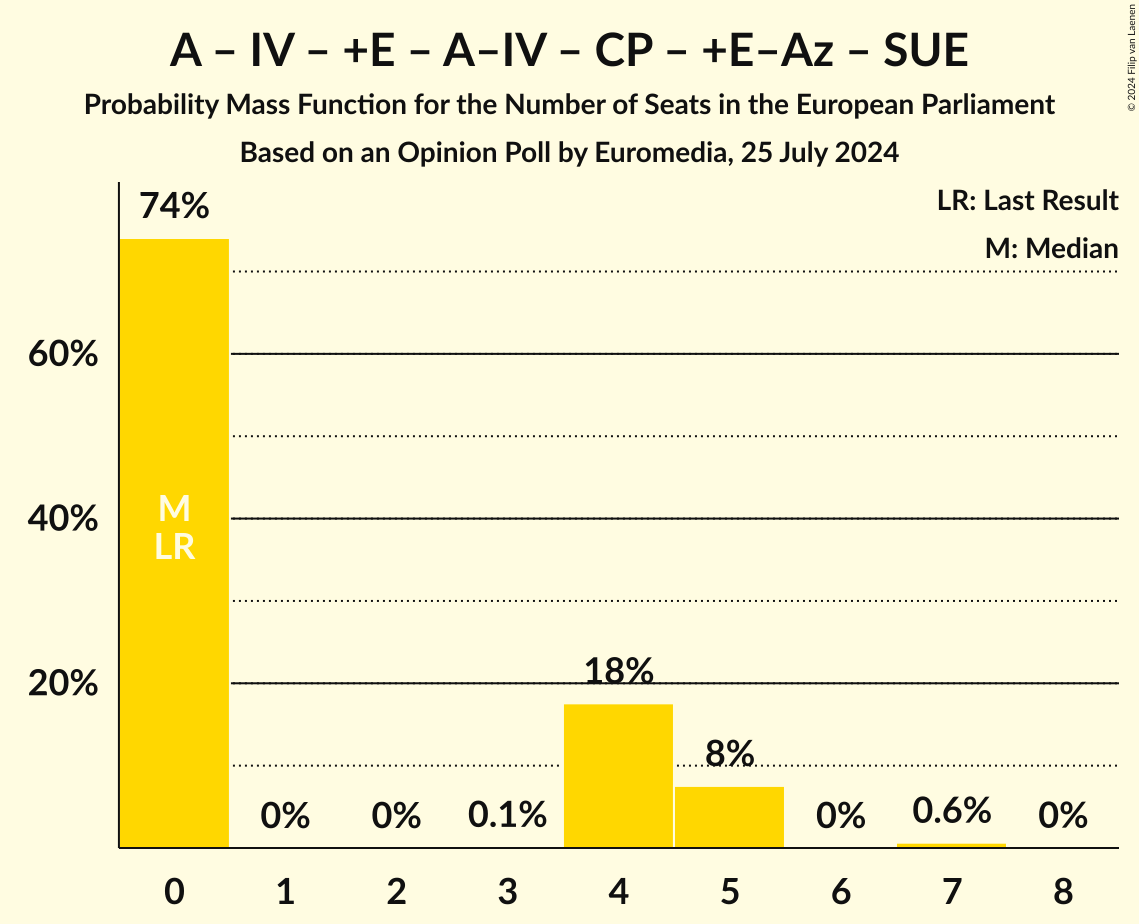 A – IV – +E – A–IV – CP – +E–Az – SUE
Probability Mass Function for the Number of Seats in the European Parliament
Based on an Opinion Poll by Euromedia, 25 July 2024
© 2024 Filip van Laenen
LR: Last Result
M: Median
74%
60%
40%
20%
M
LR
0%
0%
0.1%
18%
8%
0%
0.6%
0%
0 1 2 3 4 5 6 7 8